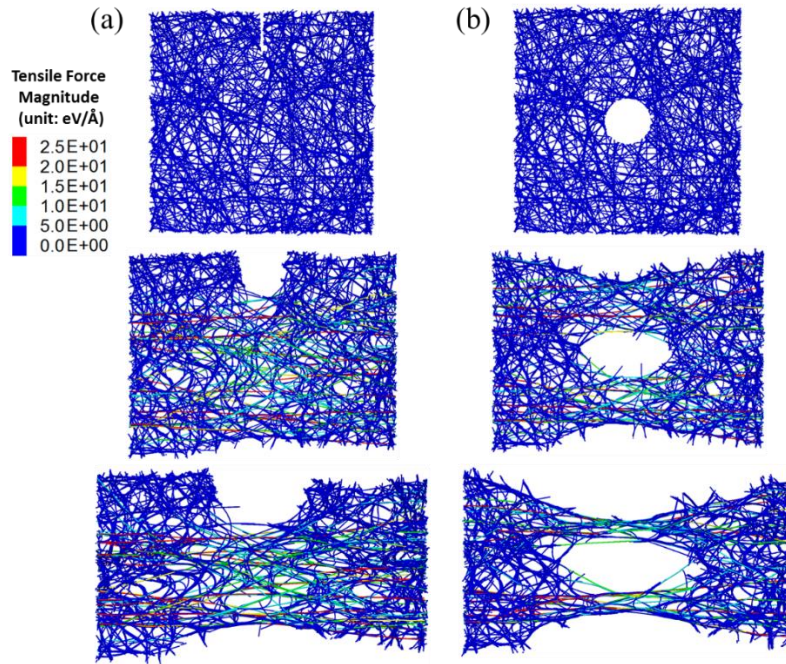 (a)
(b)
Tensile Force
Magnitude
(unit: eV/Å)
2.5E+01
2.0E+01
1.5E+01
1.0E+01
5.0E+00
0.0E+00